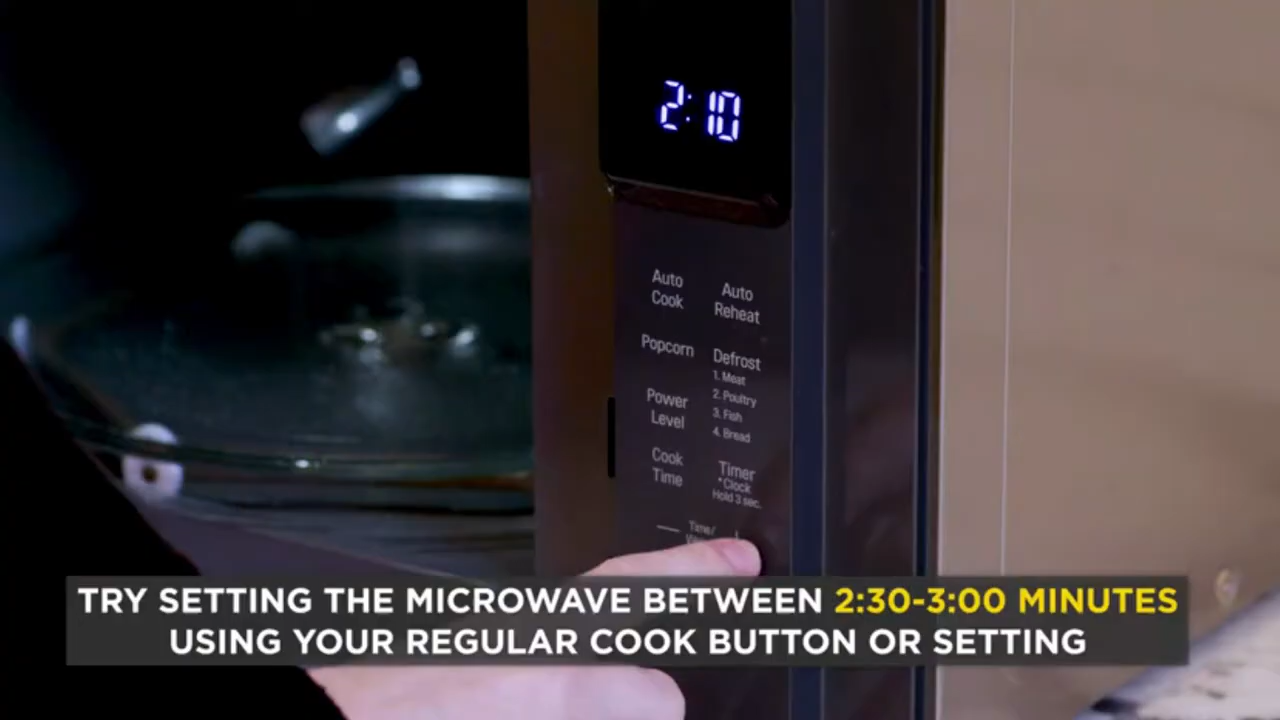 2:10
Auto
Cook
Auto
Reheat
Popcorn
Defrost
1. Meat
2. Poultry
3. Fish
4. Bread
Power
Level
Cook
Time
Timer
*Clock
Hold 3 sec.
Time/
TRY SETTING THE MICROWAVE BETWEEN 2:30-3:00 MINUTES
USING YOUR REGULAR COOK BUTTON OR SETTING